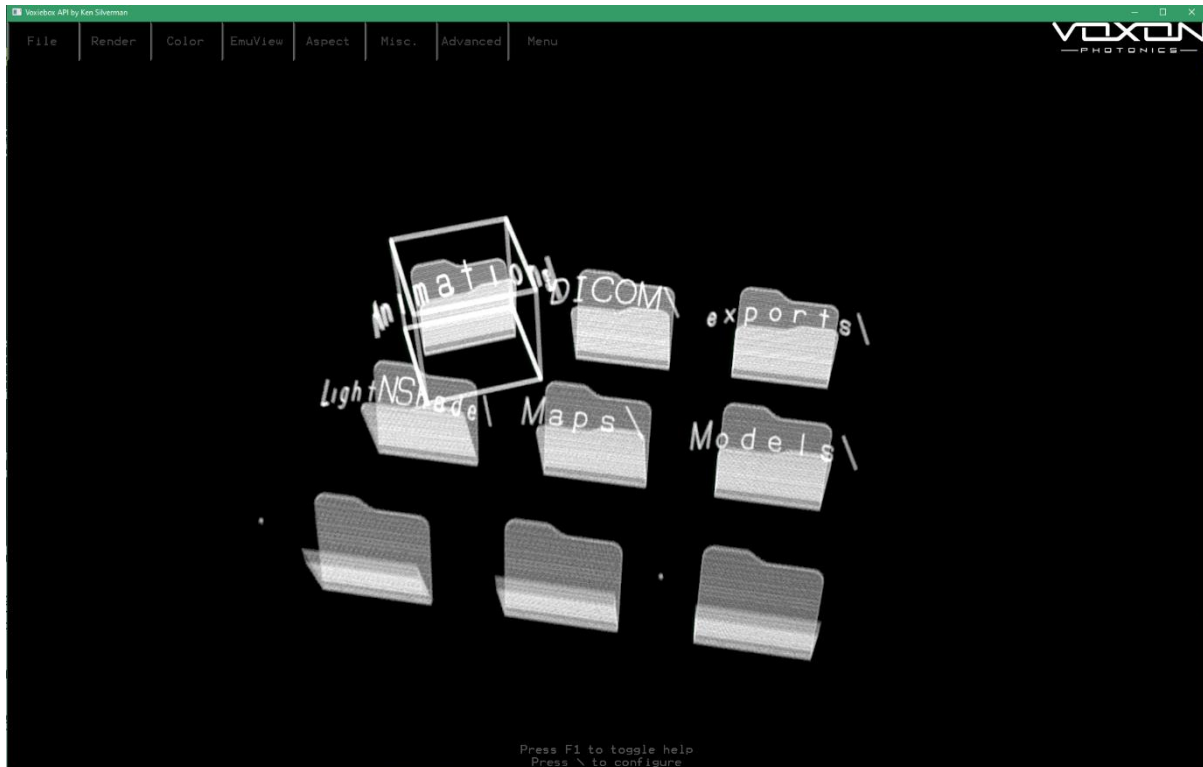 Voxiebox API by Ken Silverman
File Render Color EmuView Aspect Misc. Advanced Menu
VOXON
PHOTONICS
Animations\ DICOM\ exports\
LightNShade\ Maps\ Models\
Press F1 to toggle help
Press \ to configure